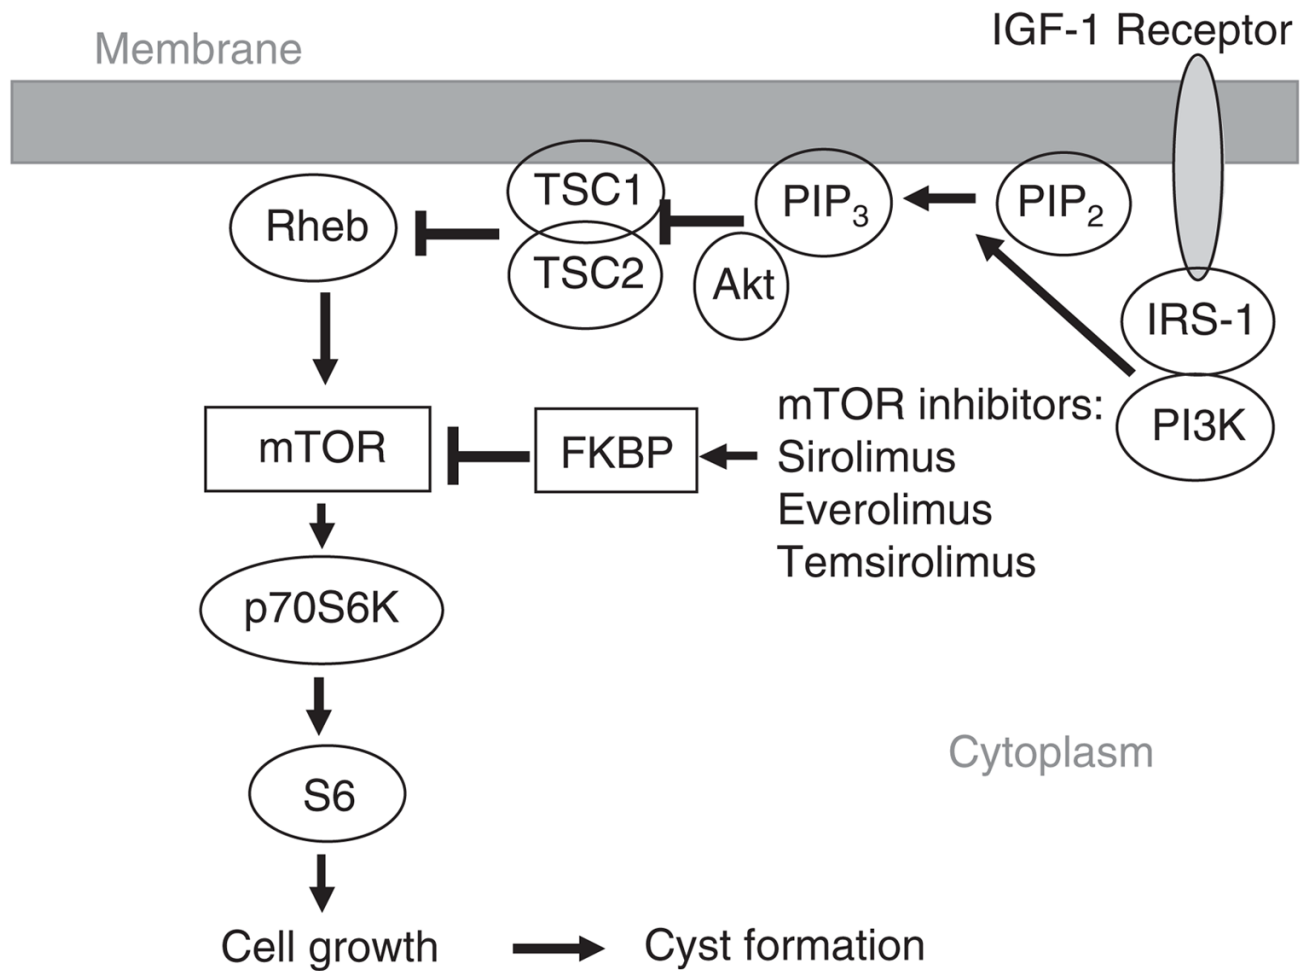 IGF-1 Receptor
Membrane
TSC1
PIP3
PIP2
Rheb
TSC2
Akt
IRS-1
mTOR inhibitors:
Sirolimus
Everolimus
Temsirolimus
PI3K
mTOR
FKBP
p70S6K
Cytoplasm
S6
Cell growth
Cyst formation